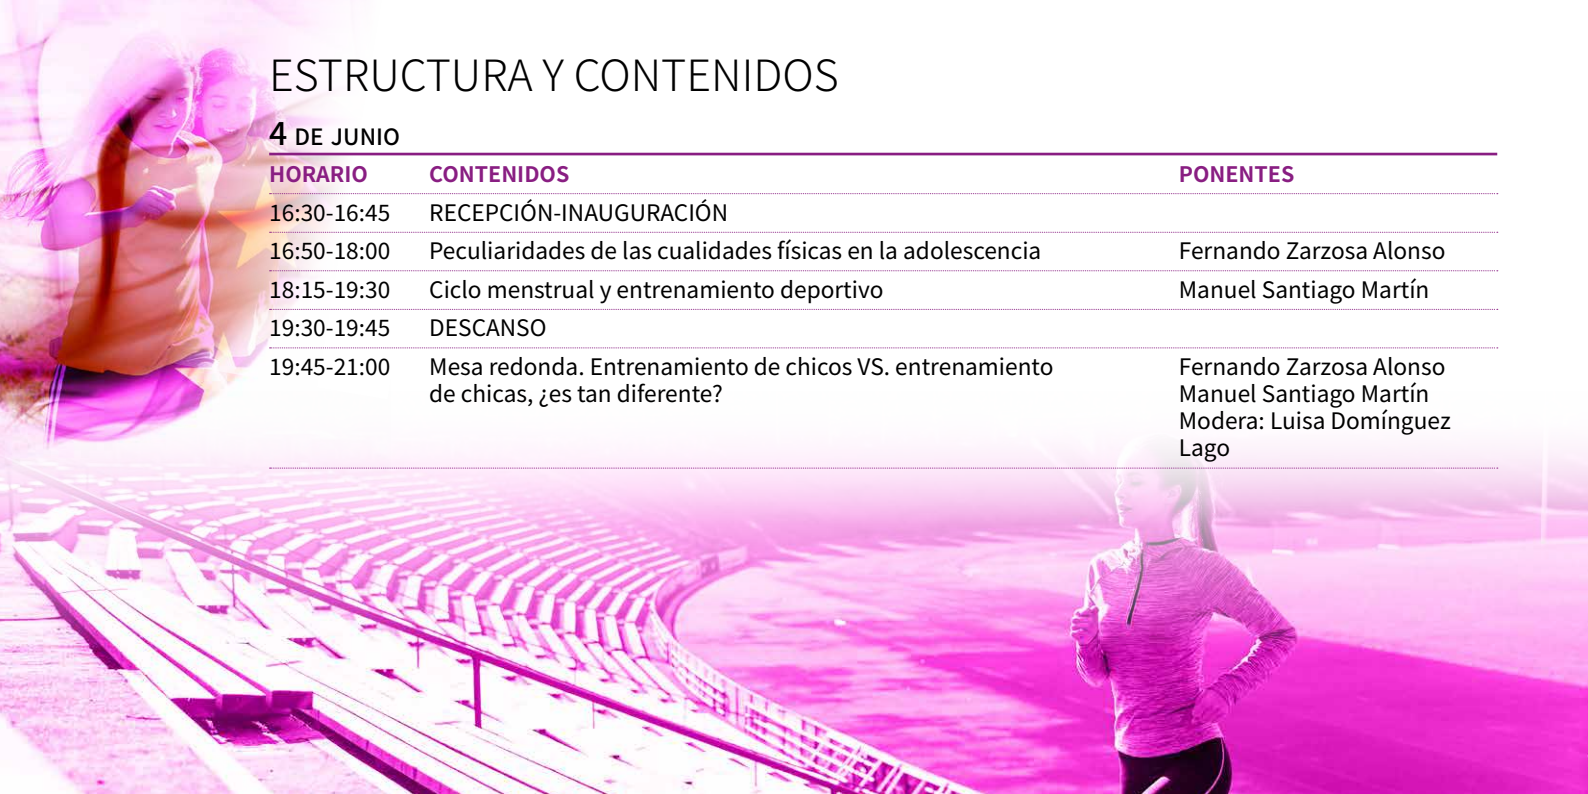 ESTRUCTURA Y CONTENIDOS
4 DE JUNIO
HORARIO CONTENIDOS PONENTES
16:30-16:45 RECEPCIÓN-INAUGURACIÓN
16:50-18:00 Peculiaridades de las cualidades físicas en la adolescencia Fernando Zarzosa Alonso
18:15-19:30 Ciclo menstrual y entrenamiento deportivo Manuel Santiago Martín
19:30-19:45 DESCANSO
19:45-21:00 Mesa redonda. Entrenamiento de chicos VS. entrenamiento Fernando Zarzosa Alonso
de chicas, ¿es tan diferente? Manuel Santiago Martín
Modera: Luisa Domínguez
Lago